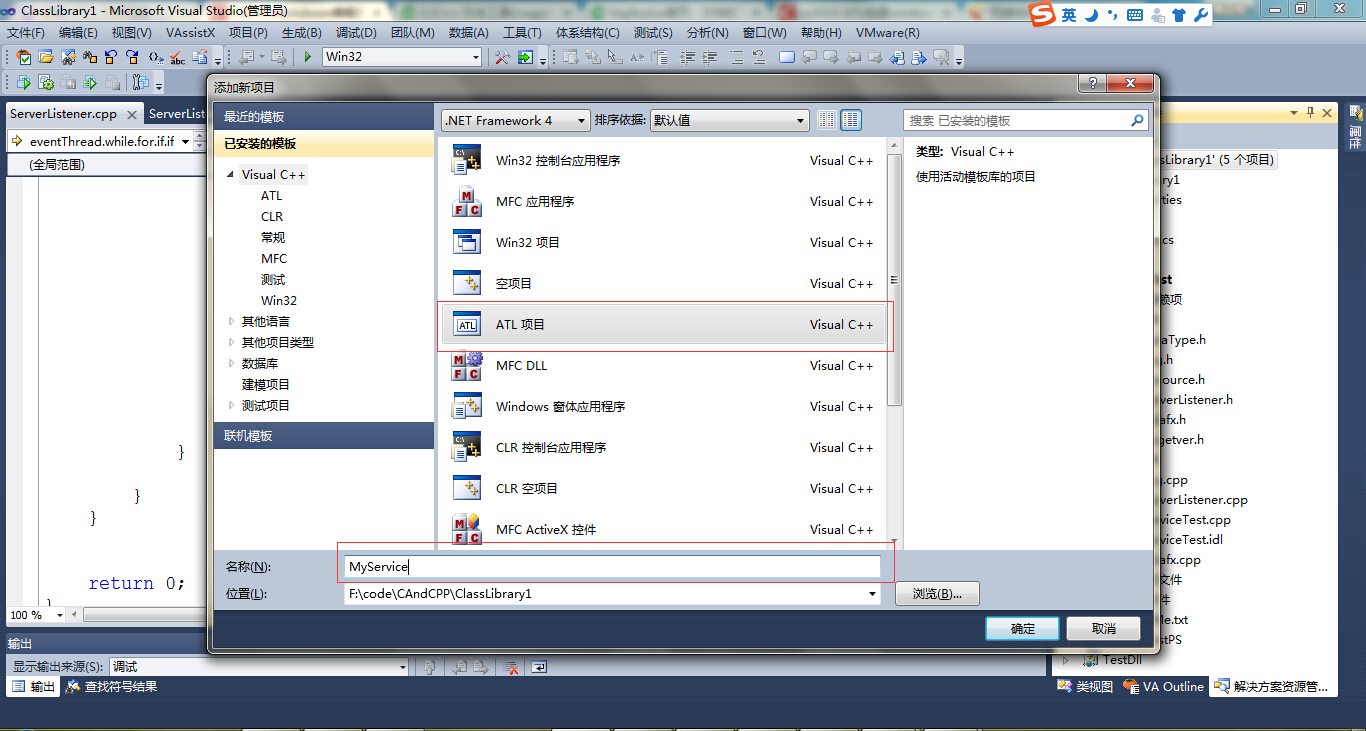 ClassLibrary1 - Microsoft Visual Studio(管理员)
英
文件(F) 编辑(E) 视图(V) VAssistX 项目(P) 生成(B) 调试(D) 团队(M) 数据(A) 工具(T) 体系结构(C) 测试(S) 分析(N) 窗口(W) 帮助(H) VMware(R)
Win32
添加新项目
ServerListener.cpp ServerList
eventThread.while.for.if.if
(全局范围)
}
}
}
return 0;
100 %
最近的模板
已安装的模板
Visual C++
ATL
CLR
常规
MFC
测试
Win32
其他语言
其他项目类型
数据库
建模项目
测试项目
联机模板
.NET Framework 4 排序依据: 默认值
搜索 已安装的模板
Win32 控制台应用程序 Visual C++
MFC 应用程序 Visual C++
Win32 项目 Visual C++
空项目 Visual C++
ATL 项目 Visual C++
MFC DLL Visual C++
Windows 窗体应用程序 Visual C++
CLR 控制台应用程序 Visual C++
CLR 空项目 Visual C++
MFC ActiveX 控件 Visual C++
类型: Visual C++
使用活动模板库的项目
名称(N): MyService
位置(L): F:\code\CAndCPP\ClassLibrary1 浏览(B)...
确定 取消
属性
sLibrary1' (5 个项目)
ry1
rties
cs
st
赖项
aType.h
.h
ource.h
verListener.h
afx.h
getver.h
.cpp
verListener.cpp
viceTest.cpp
viceTest.idl
afx.cpp
文件
件
le.txt
stPS
TestDll
输出
显示输出来源(S): 调试
输出 查找符号结果
类视图 VA Outline 解决方案资源管...